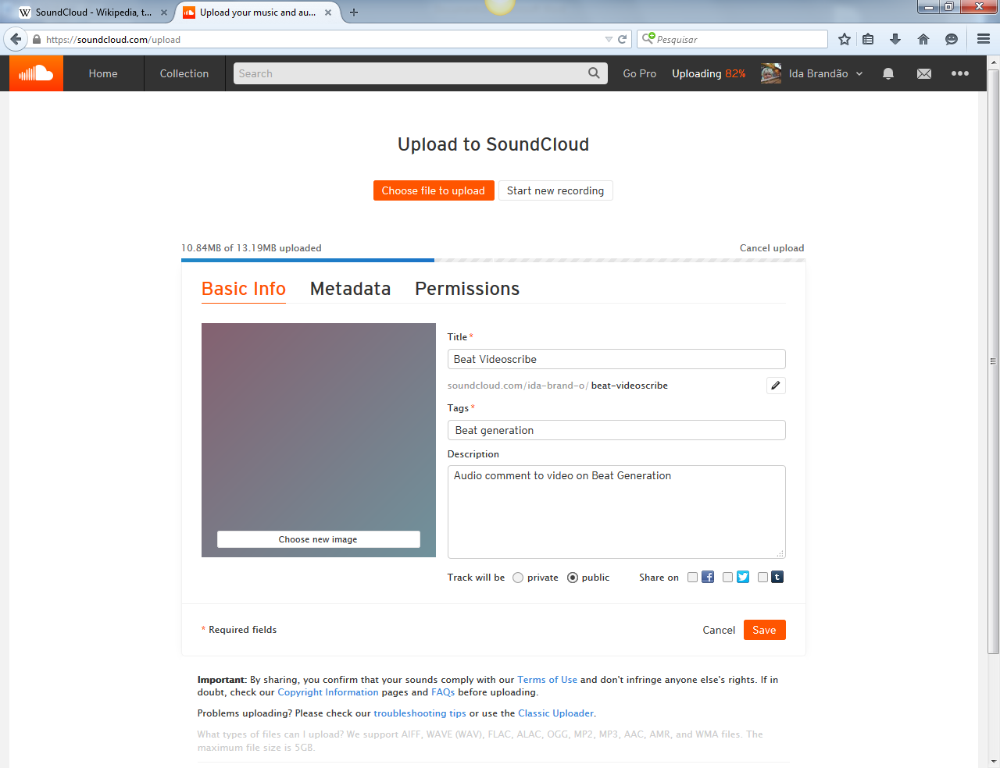 SoundCloud - Wikipedia, t...
Upload your music and au...
https://soundcloud.com/upload
Pesquisar
Home
Collection
Search
Go Pro
Uploading 82%
Ida Brandão
Upload to SoundCloud
Choose file to upload
Start new recording
10.84MB of 13.19MB uploaded
Cancel upload
Basic Info
Metadata
Permissions
Title *
Beat Videoscribe
soundcloud.com/ida-brand-o/ beat-videoscribe
Tags *
Beat generation
Description
Audio comment to video on Beat Generation
Choose new image
Track will be private public Share on
* Required fields
Cancel
Save
Important: By sharing, you confirm that your sounds comply with our Terms of Use and don't infringe anyone else's rights. If in
doubt, check our Copyright Information pages and FAQs before uploading.
Problems uploading? Please check our troubleshooting tips or use the Classic Uploader.
What types of files can I upload? We support AIFF, WAVE (WAV), FLAC, ALAC, OGG, MP2, MP3, AAC, AMR, and WMA files. The
maximum file size is 5GB.